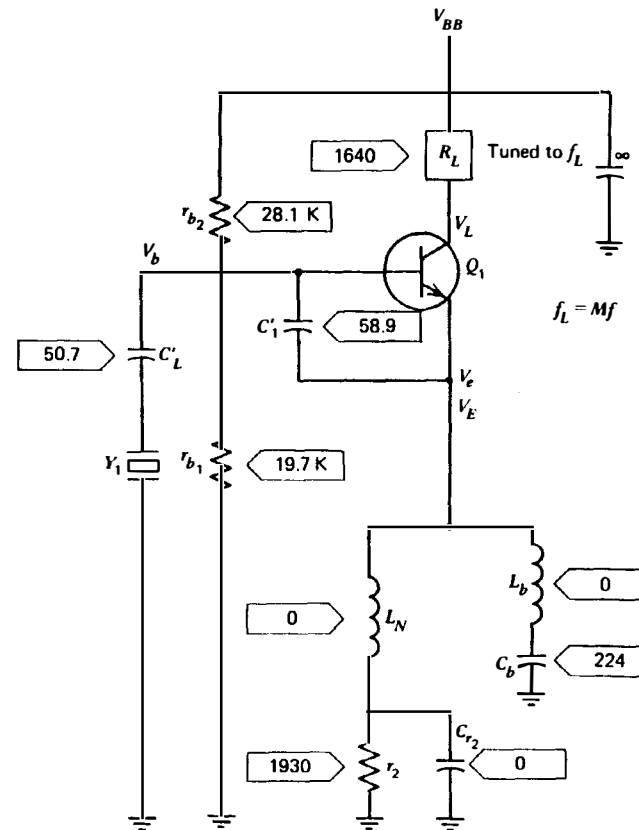 V_BB
1640
R_L
Tuned to f_L
∞
r_b2
28.1 K
V_L
V_b
Q_1
f_L = Mf
50.7
C'_L
C'_1
58.9
V_e
V_E
Y_1
r_b1
19.7 K
L_b
0
0
L_N
C_b
224
C_r2
1930
r_2
0